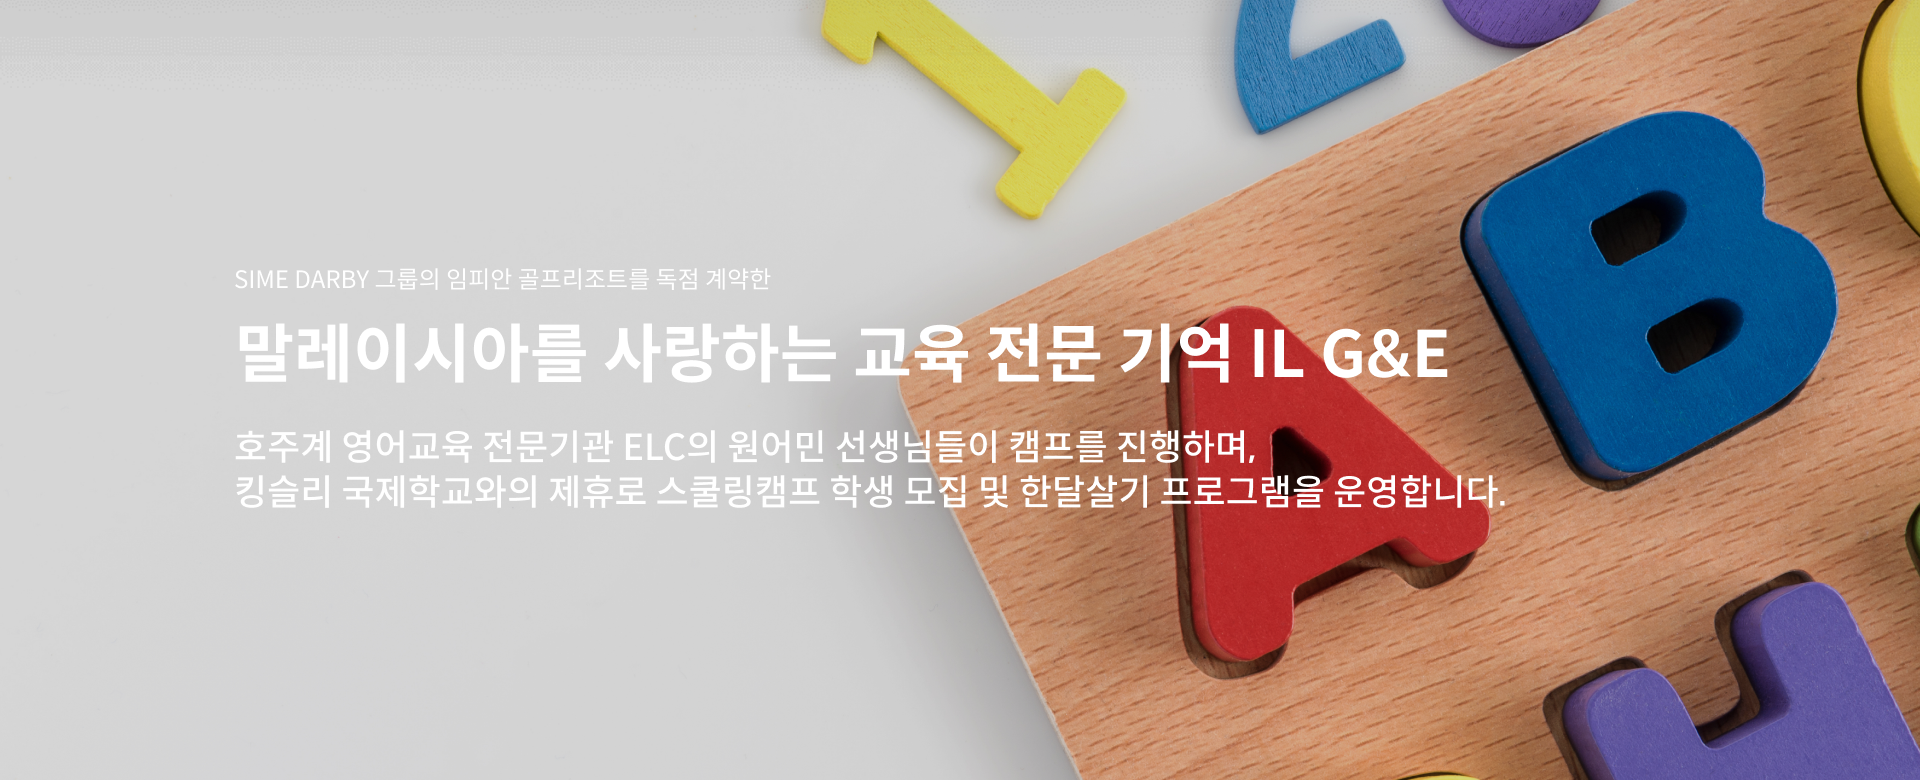 SIME DARBY 그룹의 임피안 골프리조트를 독점 계약한
말레이시아를 사랑하는 교육 전문 기억 IL G&E
호주계 영어교육 전문기관 ELC의 원어민 선생님들이 캠프를 진행하며,
킹슬리 국제학교와의 제휴로 스쿨링캠프 학생 모집 및 한달살기 프로그램을 운영합니다.
1
2
A
B